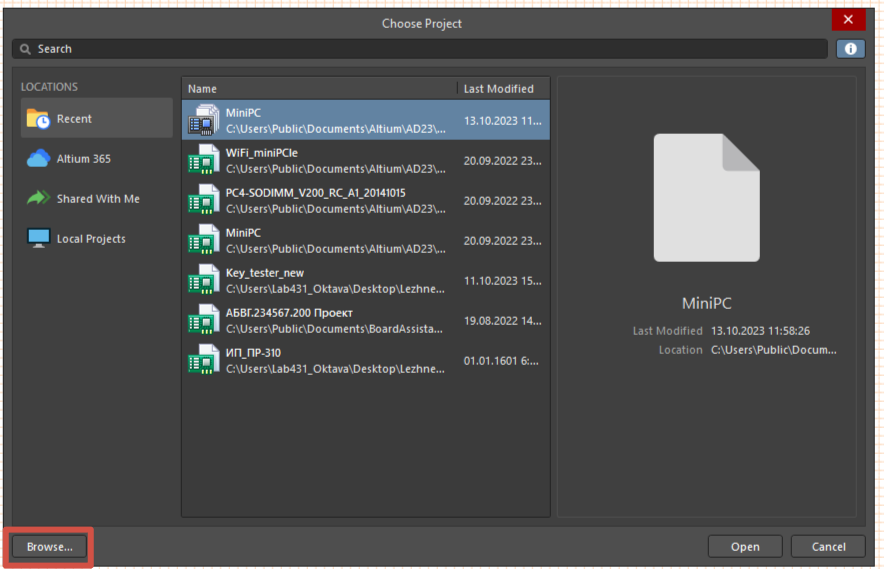 Choose Project
Search
LOCATIONS
Recent
Altium 365
Shared With Me
Local Projects
Name Last Modified
MiniPC
C:\Users\Public\Documents\Altium\AD23\... 13.10.2023 11...
WiFi_miniPCIe
C:\Users\Public\Documents\Altium\AD23\... 20.09.2022 23...
PC4-SODIMM_V200_RC_A1_20141015
C:\Users\Public\Documents\Altium\AD23\... 20.09.2022 23...
MiniPC
C:\Users\Public\Documents\Altium\AD23\... 20.09.2022 23...
Key_tester_new
C:\Users\Lab431_Oktava\Desktop\Lezhne... 11.10.2023 15...
АБВГ.234567.200 Проект
C:\Users\Public\Documents\BoardAssista... 19.08.2022 14...
ИП_ПР-310
C:\Users\Lab431_Oktava\Desktop\Lezhne... 01.01.1601 6:...
MiniPC
Last Modified 13.10.2023 11:58:26
Location C:\Users\Public\Docum...
Browse... Open Cancel